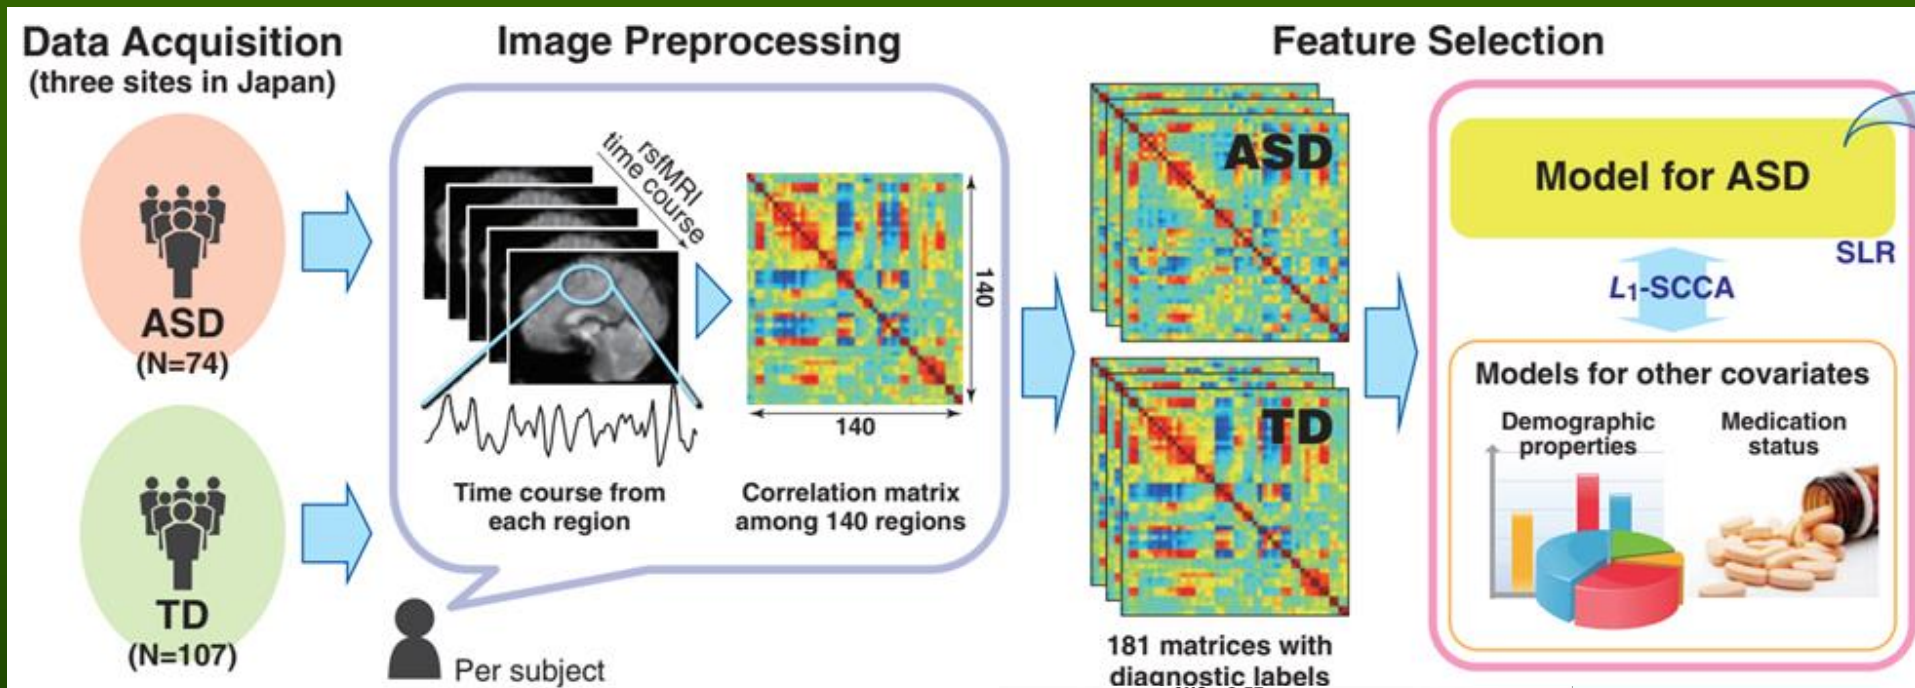 Data Acquisition
(three sites in Japan)
ASD
(N=74)
TD
(N=107)
Image Preprocessing
rsfMRI
time course
140
140
Time course from
each region
Correlation matrix
among 140 regions
Per subject
Feature Selection
ASD
TD
181 matrices with
diagnostic labels
Model for ASD
SLR
L1-SCCA
Models for other covariates
Demographic
properties
Medication
status